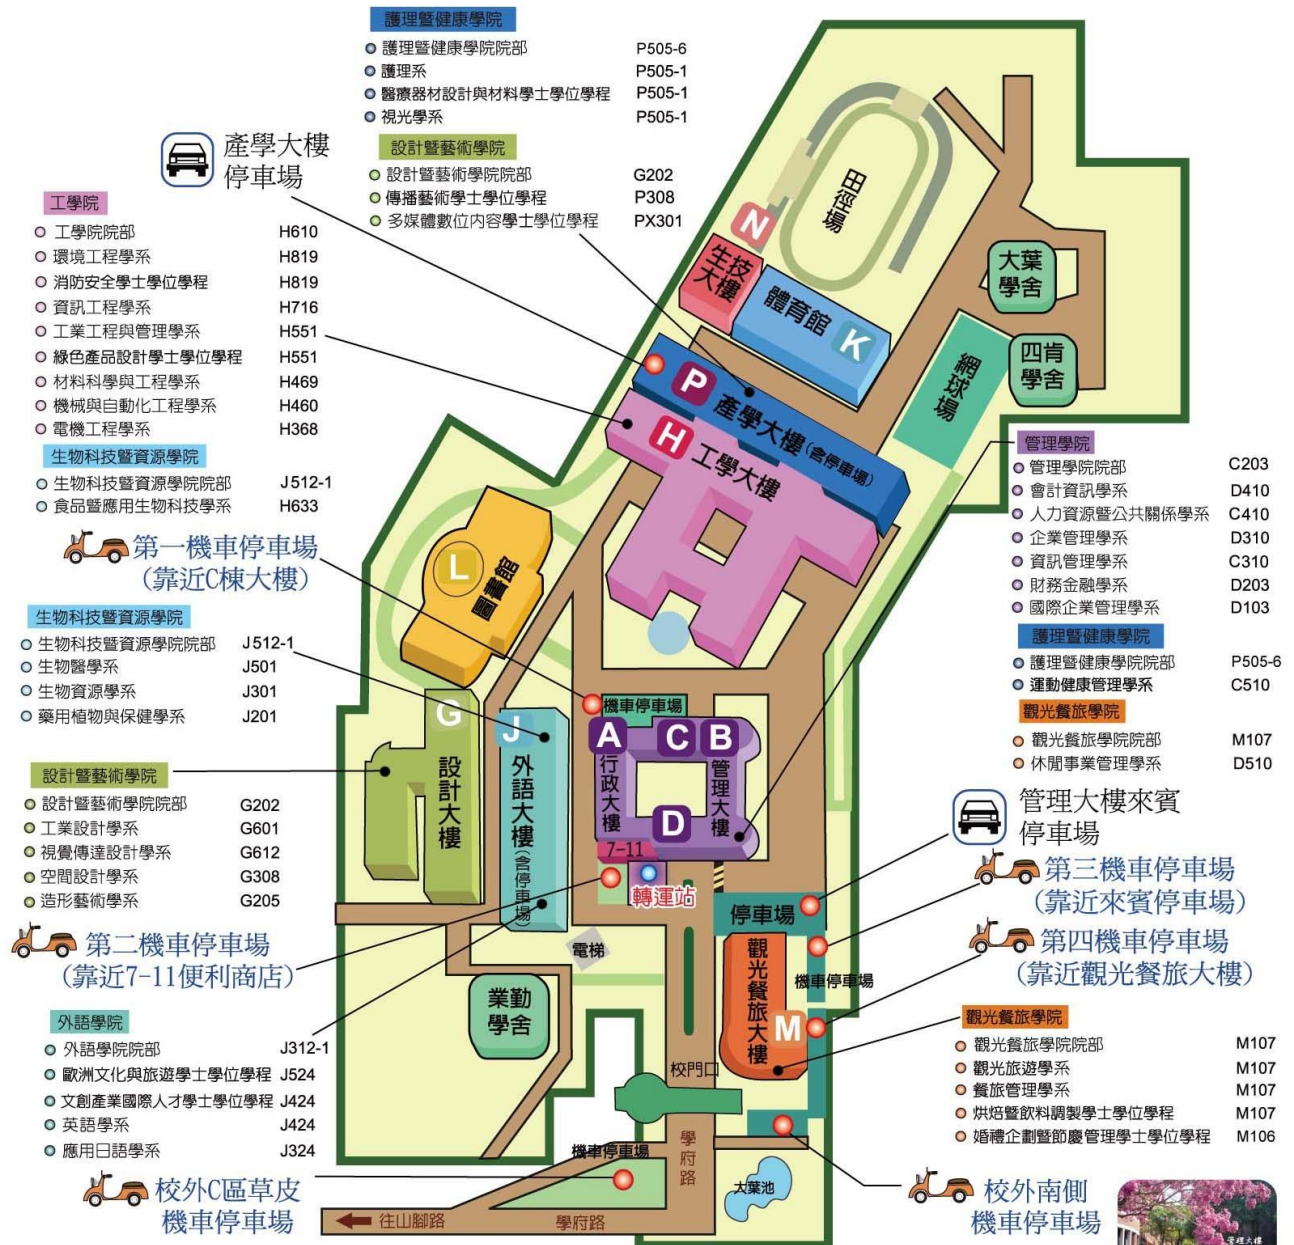 護理暨健康學院
護理暨健康學院院部 P505-6
護理系 P505-1
醫療器材設計與材料學士學位學程 P505-1
視光學系 P505-1
設計暨藝術學院
設計暨藝術學院院部 G202
傳播藝術學士學位學程 P308
多媒體數位內容學士學位學程 PX301
產學大樓
停車場
工學院
工學院院部 H610
環境工程學系 H819
消防安全學士學位學程 H819
資訊工程學系 H716
工業工程與管理學系 H551
綠色產品設計學士學位學程 H551
材料科學與工程學系 H469
機械與自動化工程學系 H460
電機工程學系 H368
生物科技暨資源學院
生物科技暨資源學院院部 J512-1
食品暨應用生物科技學系 H633
第一機車停車場
(靠近C棟大樓)
生物科技暨資源學院
生物科技暨資源學院院部 J512-1
生物醫學系 J501
生物資源學系 J301
藥用植物與保健學系 J201
設計暨藝術學院
設計暨藝術學院院部 G202
工業設計學系 G601
視覺傳達設計學系 G612
空間設計學系 G308
造形藝術學系 G205
第二機車停車場
(靠近7-11便利商店)
外語學院
外語學院院部 J312-1
歐洲文化與旅遊學士學位學程 J524
文創產業國際人才學士學位學程 J424
英語學系 J424
應用日語學系 J324
校外C區草皮
機車停車場
田徑場
N
生技大樓
體育館
K
大葉學舍
四肯學舍
網球場
P
產學大樓(含停車場)
H
工學大樓
L
圖書館
G
設計大樓
J
外語大樓(含停車場)
機車停車場
A
行政大樓
C
B
管理大樓
D
7-11
轉運站
停車場
電梯
業勤學舍
觀光餐旅大樓
M
機車停車場
校門口
機車停車場
學府路
大葉池
往山腳路
學府路
管理學院
管理學院院部 C203
會計資訊學系 D410
人力資源暨公共關係學系 C410
企業管理學系 D310
資訊管理學系 C310
財務金融學系 D203
國際企業管理學系 D103
護理暨健康學院
護理暨健康學院院部 P505-6
運動健康管理學系 C510
觀光餐旅學院
觀光餐旅學院院部 M107
休閒事業管理學系 D510
管理大樓來賓
停車場
第三機車停車場
(靠近來賓停車場)
第四機車停車場
(靠近觀光餐旅大樓)
觀光餐旅學院
觀光餐旅學院院部 M107
觀光旅遊學系 M107
餐旅管理學系 M107
烘焙暨飲料調製學士學位學程 M107
婚禮企劃暨節慶管理學士學位學程 M106
校外南側
機車停車場
管理大樓